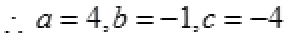 ∴ a = 4, b = −1, c = −4